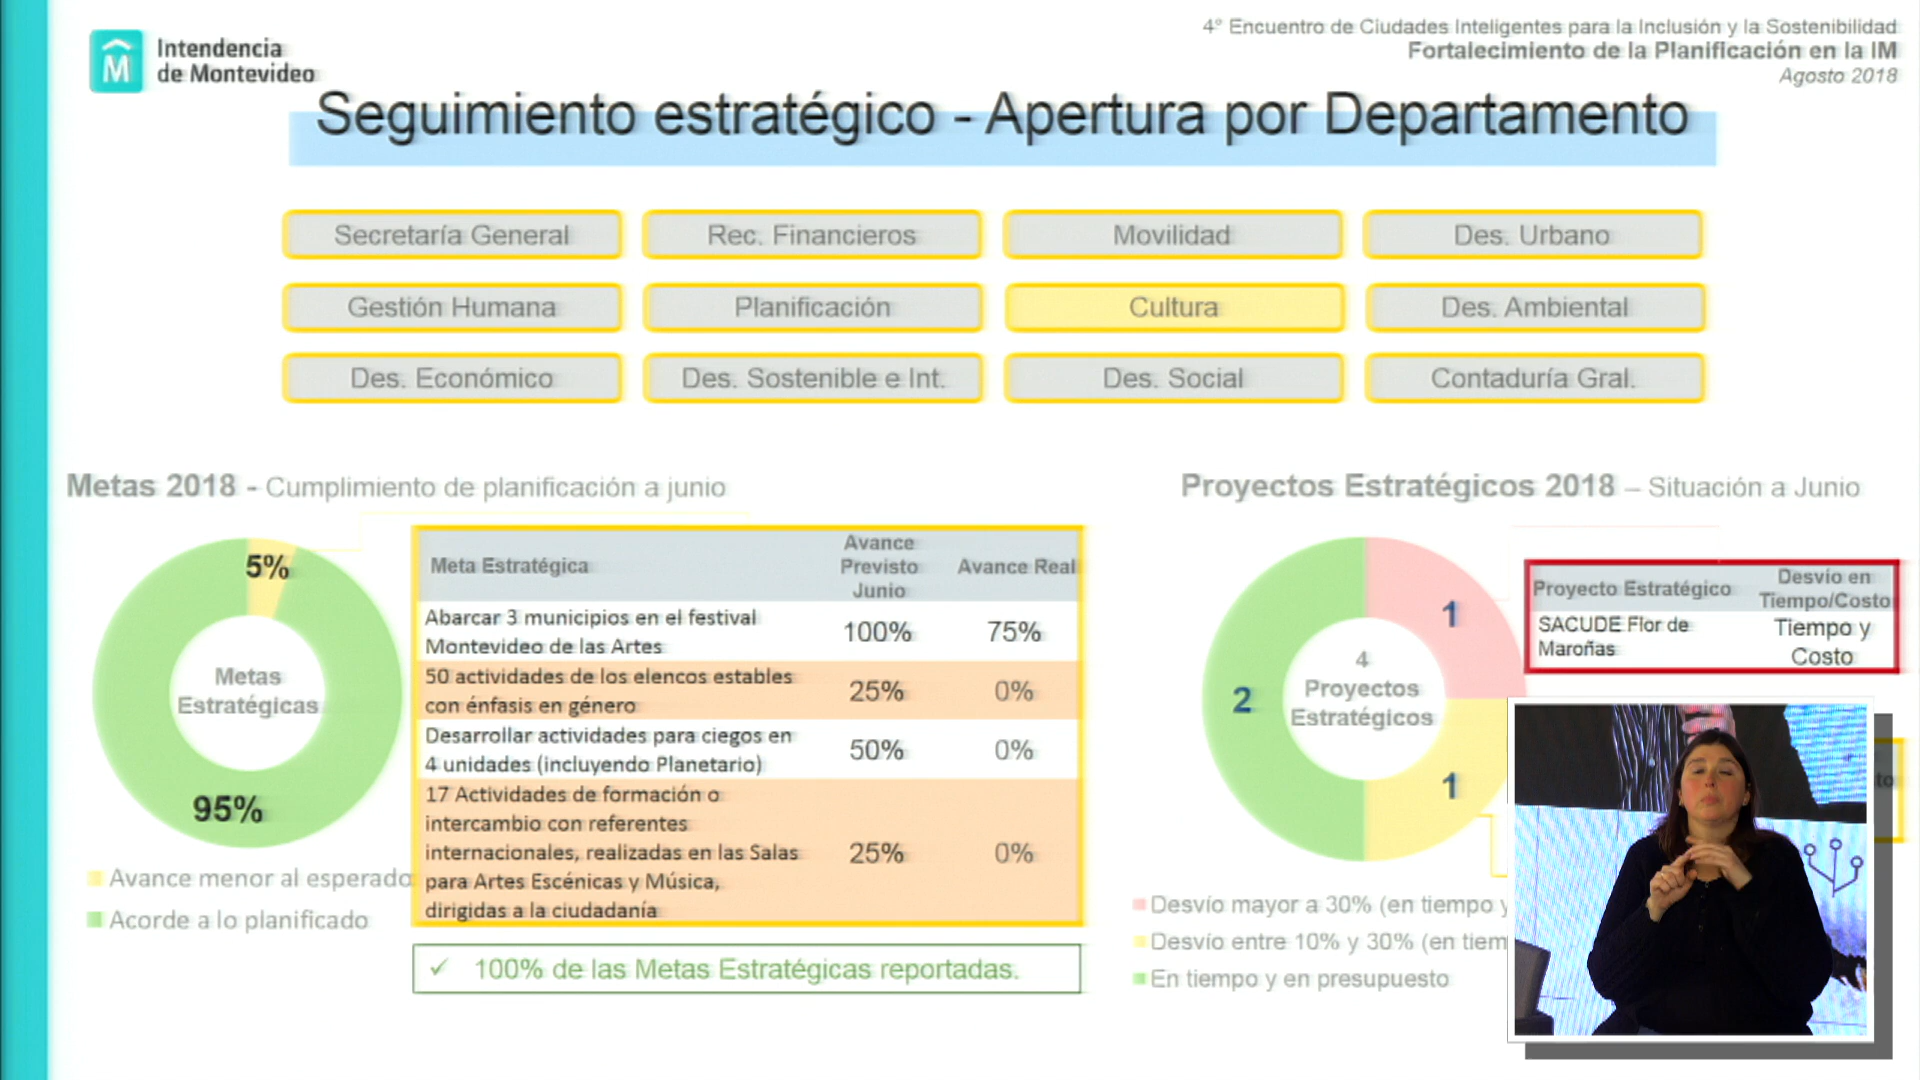 Intendencia
de Montevideo
4° Encuentro de Ciudades Inteligentes para la Inclusión y la Sostenibilidad
Fortalecimiento de la Planificación en la IM
Agosto 2018
Seguimiento estratégico - Apertura por Departamento
Secretaría General
Rec. Financieros
Movilidad
Des. Urbano
Gestión Humana
Planificación
Cultura
Des. Ambiental
Des. Económico
Des. Sostenible e Int.
Des. Social
Contaduría Gral.
Metas 2018 - Cumplimiento de planificación a junio
5%
Metas
Estratégicas
95%
Avance menor al esperado
Acorde a lo planificado
Meta Estratégica
Avance
Previsto
Junio
Avance Real
Abarcar 3 municipios en el festival
Montevideo de las Artes
100%
75%
50 actividades de los elencos estables
con énfasis en género
25%
0%
Desarrollar actividades para ciegos en
4 unidades (incluyendo Planetario)
50%
0%
17 Actividades de formación o
intercambio con referentes
internacionales, realizadas en las Salas
para Artes Escénicas y Música,
dirigidas a la ciudadanía
25%
0%
✓ 100% de las Metas Estratégicas reportadas.
Proyectos Estratégicos 2018 – Situación a Junio
1
2
4
Proyectos
Estratégicos
1
Desvío mayor a 30% (en tiempo y
Desvío entre 10% y 30% (en tiem
En tiempo y en presupuesto
Proyecto Estratégico
Desvío en
Tiempo/Costo
SACUDE Flor de
Maroñas
Tiempo y
Costo
to